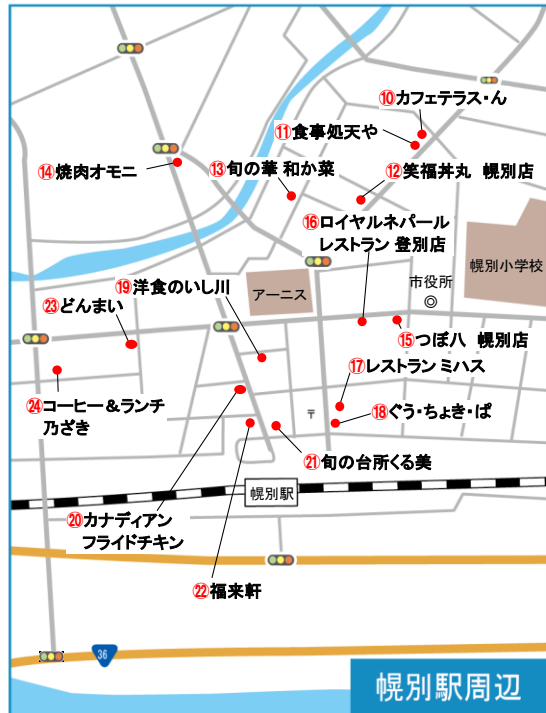 ⑩カフェテラス・ん
⑪食事処天や
⑫笑福丼丸 幌別店
⑬旬の華 和か菜
⑭焼肉オモニ
⑯ロイヤルネパール
レストラン 登別店
幌別小学校
市役所
◎
⑲洋食のいし川
アーニス
㉓どんまい
⑮つぼ八 幌別店
⑰レストラン ミハス
㉔コーヒー&ランチ
乃ざき
〒
⑱ぐう・ちょき・ぱ
㉑旬の台所くる美
幌別駅
⑳カナディアン
フライドチキン
㉒福来軒
36
幌別駅周辺